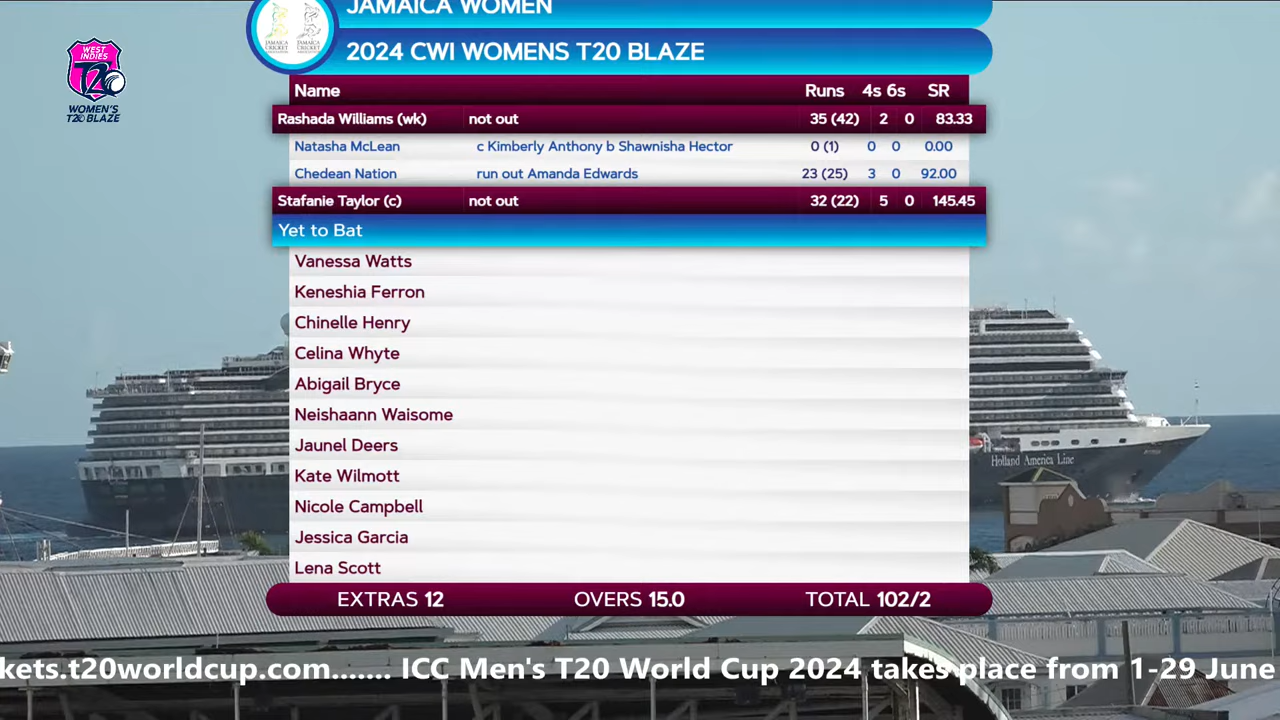 JAMAICA WOMEN
2024 CWI WOMENS T20 BLAZE
WEST INDIES
T20
WOMEN'S
T20 BLAZE
JAMAICA CRICKET JAMAICA CRICKET
Name Runs 4s 6s SR
Rashada Williams (wk) not out 35 (42) 2 0 83.33
Natasha McLean c Kimberly Anthony b Shawnisha Hector 0 (1) 0 0 0.00
Chedean Nation run out Amanda Edwards 23 (25) 3 0 92.00
Stafanie Taylor (c) not out 32 (22) 5 0 145.45
Yet to Bat
Vanessa Watts
Keneshia Ferron
Chinelle Henry
Celina Whyte
Abigail Bryce
Neishaann Waisome
Jaunel Deers
Kate Wilmott
Nicole Campbell
Jessica Garcia
Lena Scott
Holland America Line
EXTRAS 12 OVERS 15.0 TOTAL 102/2
kets.t20worldcup.com....... ICC Men's T20 World Cup 2024 takes place from 1-29 June